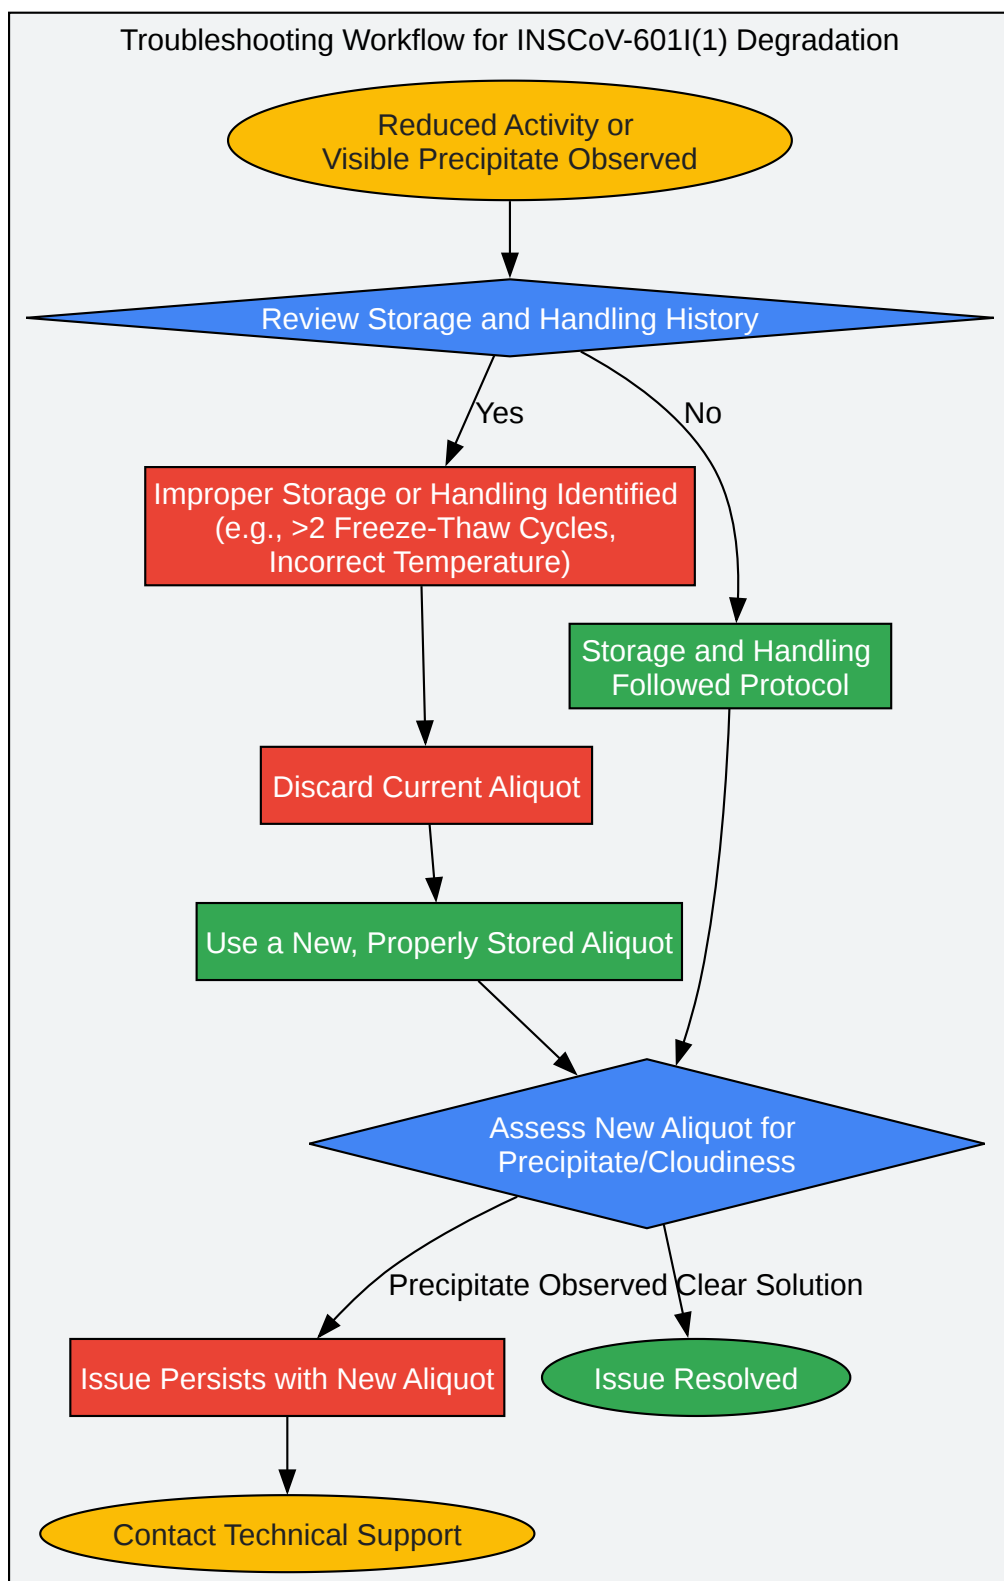 Troubleshooting Workflow for INSCoV-601I(1) Degradation
Reduced Activity or
Visible Precipitate Observed
Review Storage and Handling History
Yes
No
Improper Storage or Handling Identified
(e.g., >2 Freeze-Thaw Cycles,
Incorrect Temperature)
Storage and Handling
Followed Protocol
Discard Current Aliquot
Use a New, Properly Stored Aliquot
Assess New Aliquot for
Precipitate/Cloudiness
Precipitate Observed
Clear Solution
Issue Persists with New Aliquot
Issue Resolved
Contact Technical Support